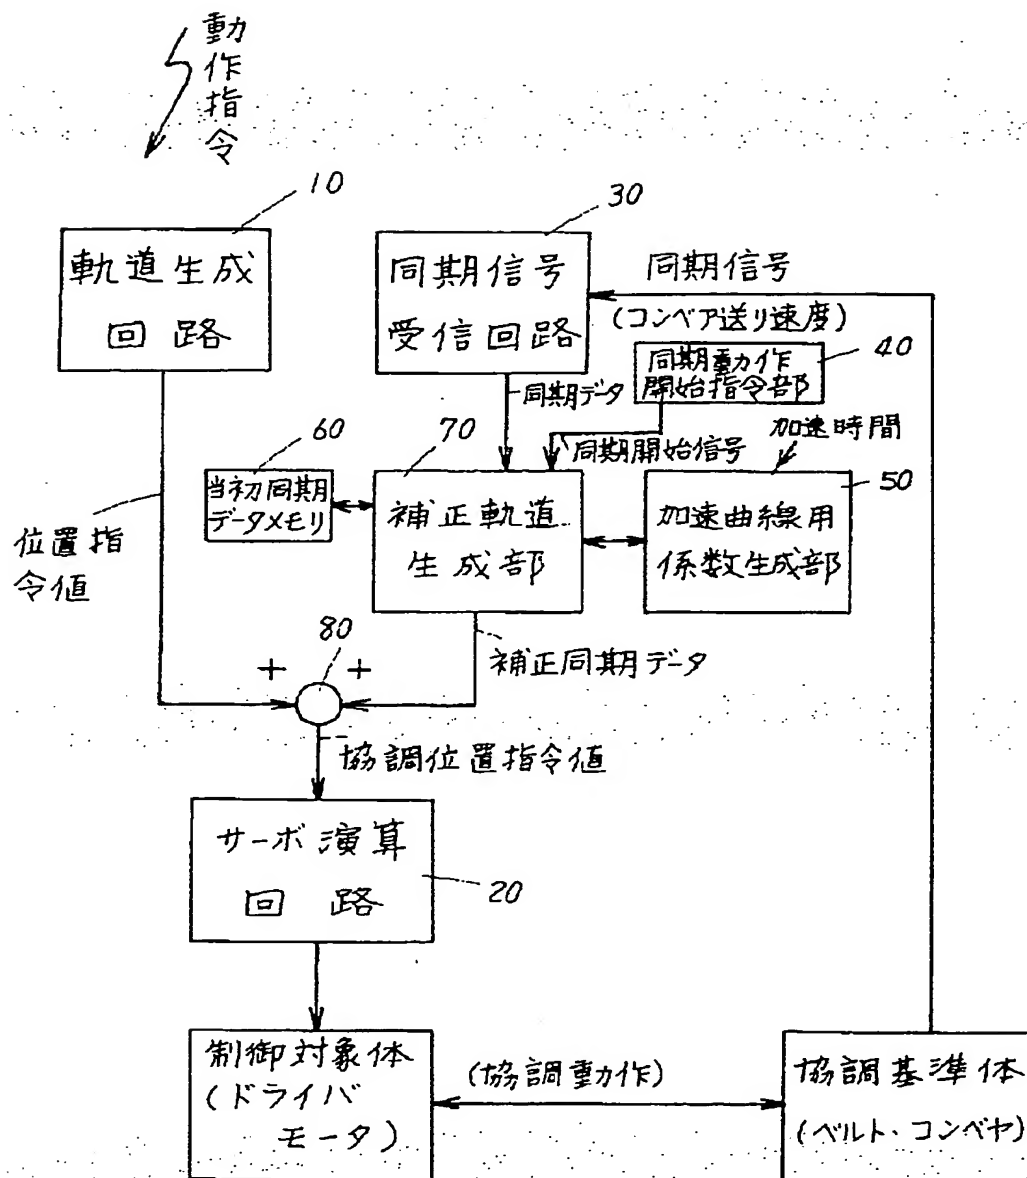 動作指令
10
軌道生成
回路
30
同期信号
受信回路
同期信号
(コンベア送り速度)
40
同期動作
開始指令部
同期データ
同期開始信号
加速時間
60
当初同期
データメモリ
70
補正軌道
生成部
50
加速曲線用
係数生成部
位置指
令値
80
+
+
補正同期データ
協調位置指令値
サーボ演算
回路
20
制御対象体
(ドライバ
モータ)
(協調動作)
協調基準体
(ベルト・コンベヤ)